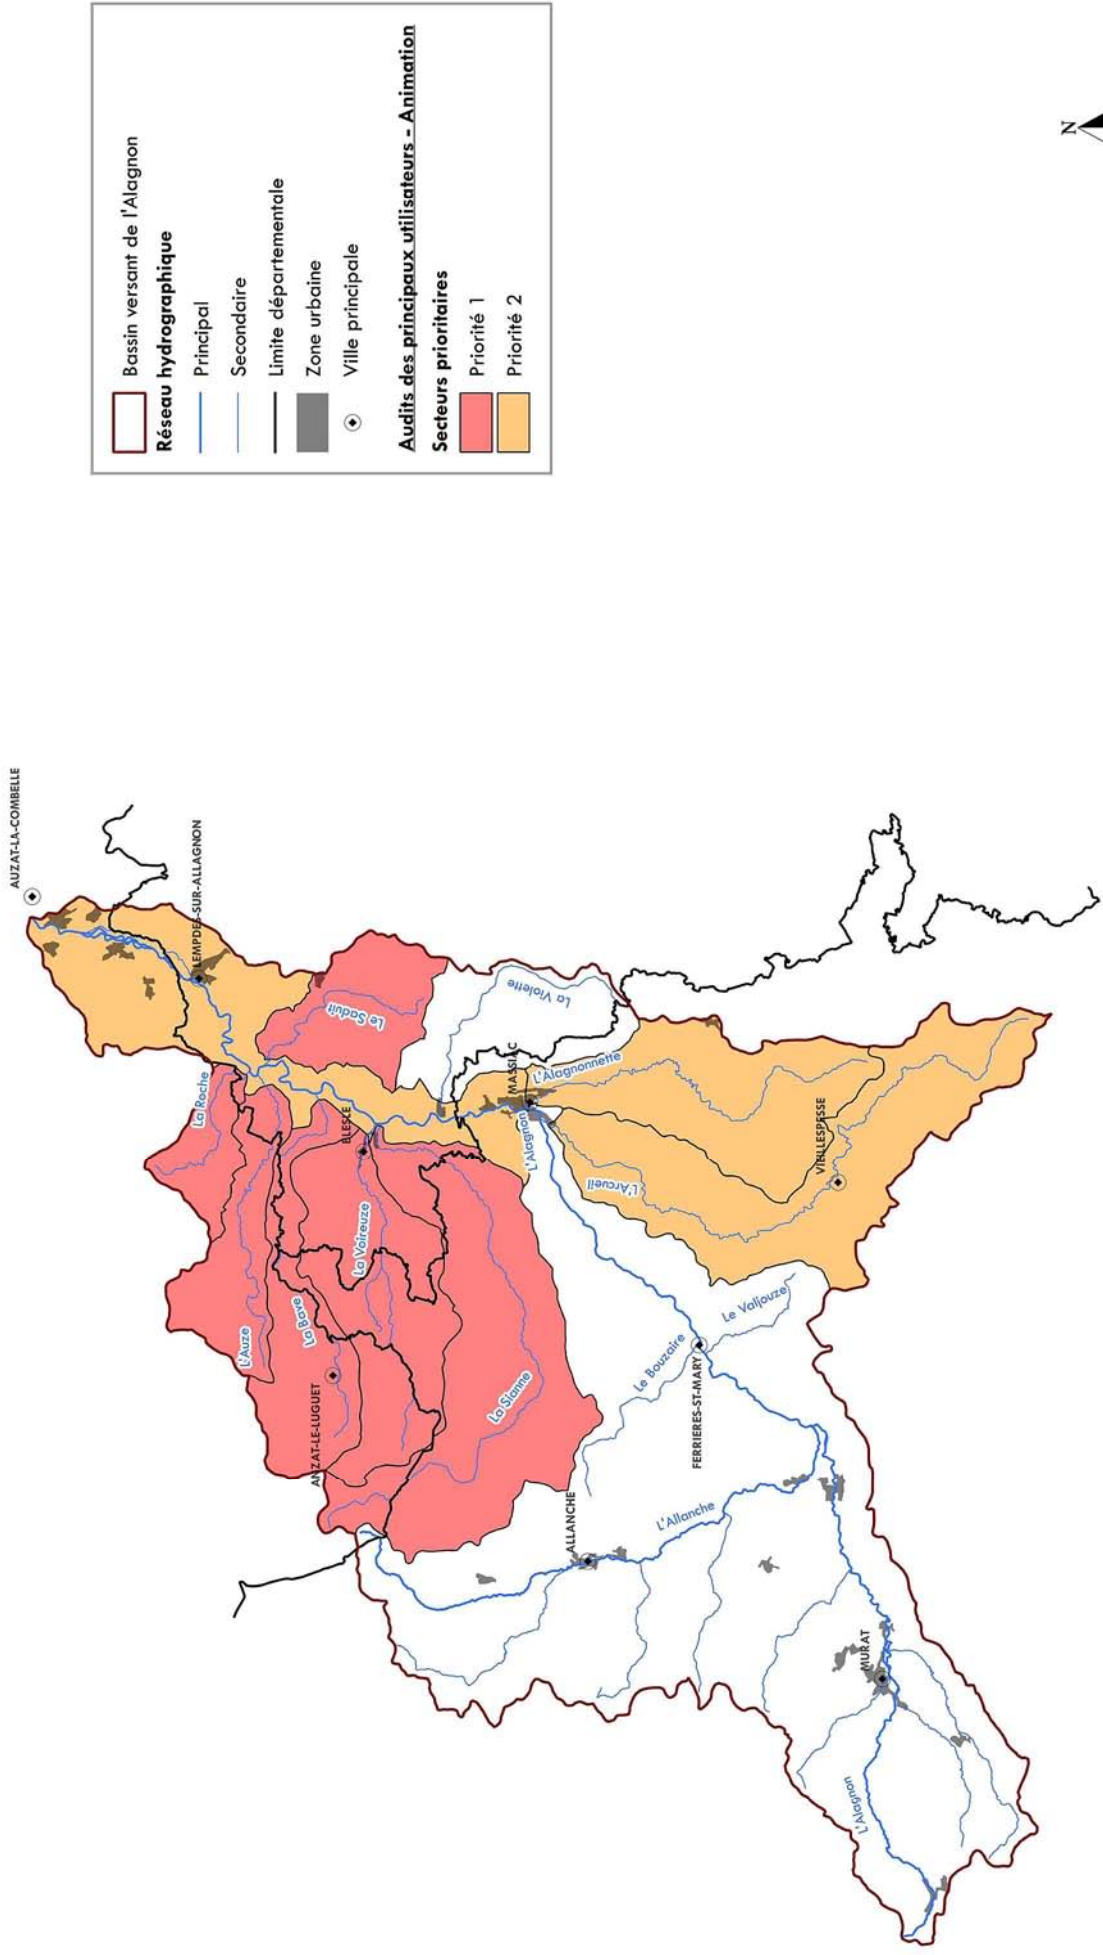 Bassin versant de l'Alagnon
Réseau hydrographique
Principal
Secondaire
Limite départementale
Zone urbaine
Ville principale
Audits des principaux utilisateurs - Animation
Secteurs prioritaires
Priorité 1
Priorité 2
N
AUZAT-LA-COMBELLE
LEMPDES-SUR-ALLAGNON
La Roche
Le Saduit
La Violette
L'Auze
La Bave
BLESLE
La Voireuze
ANZAT-LE-LUGUET
La Sianne
MASSIAC
L'Alagnonnette
L'Alagnon
L'Arcueil
VIEILLESPESSE
Le Valjouze
Le Bouzaire
FERRIERES-ST-MARY
ALLANCHE
L'Allanche
MURAT
L'Alagnon